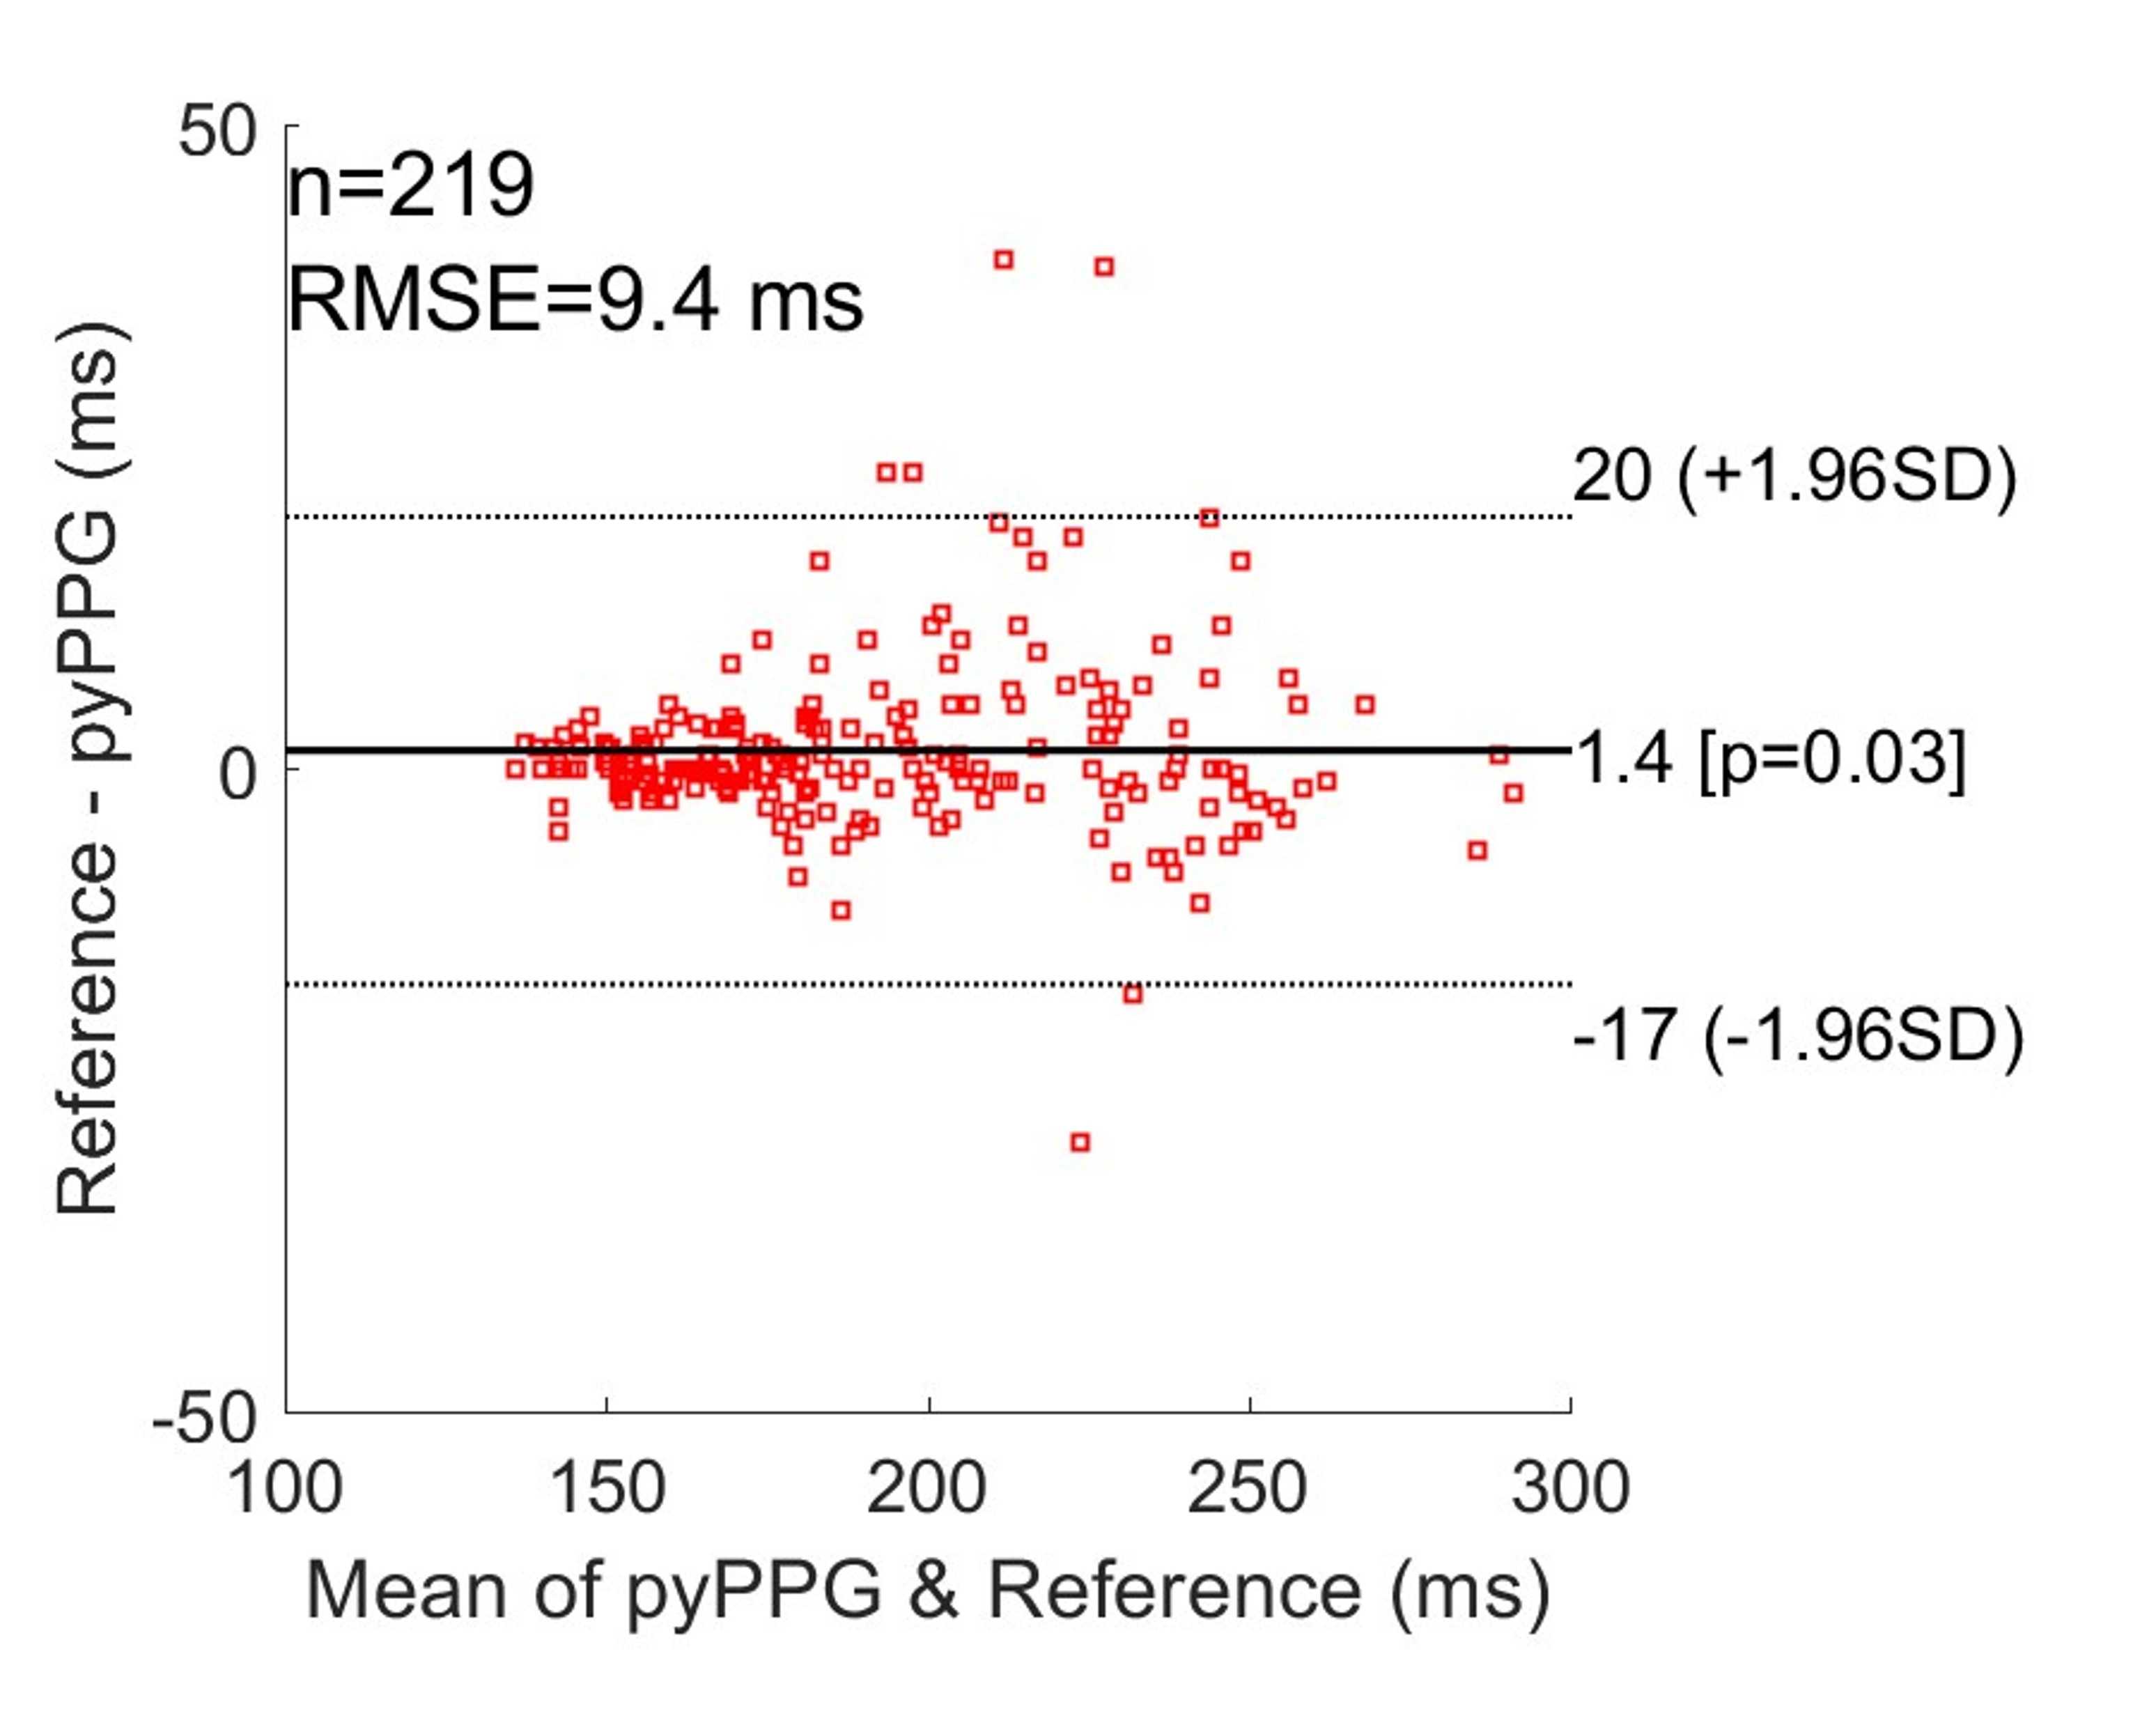 50
n=219
RMSE=9.4 ms
20 (+1.96SD)
Reference - pyPPG (ms)
0
1.4 [p=0.03]
-17 (-1.96SD)
-50
100 150 200 250 300
Mean of pyPPG & Reference (ms)